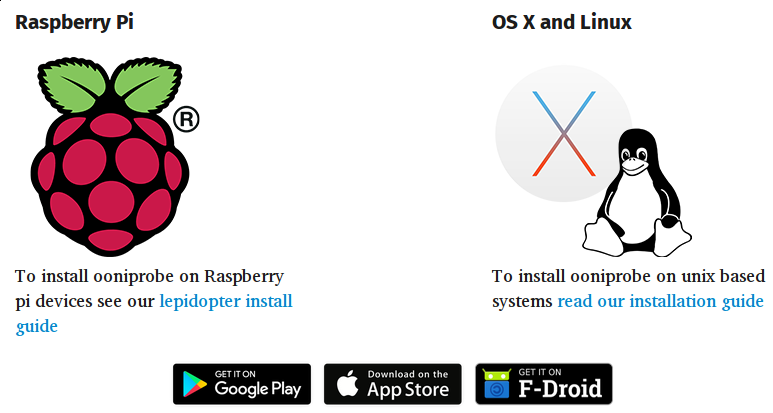 Raspberry Pi
®
To install ooniprobe on Raspberry
pi devices see our lepidopter install
guide
OS X and Linux
X
To install ooniprobe on unix based
systems read our installation guide
GET IT ON
Google Play
Download on the
App Store
GET IT ON
F-Droid